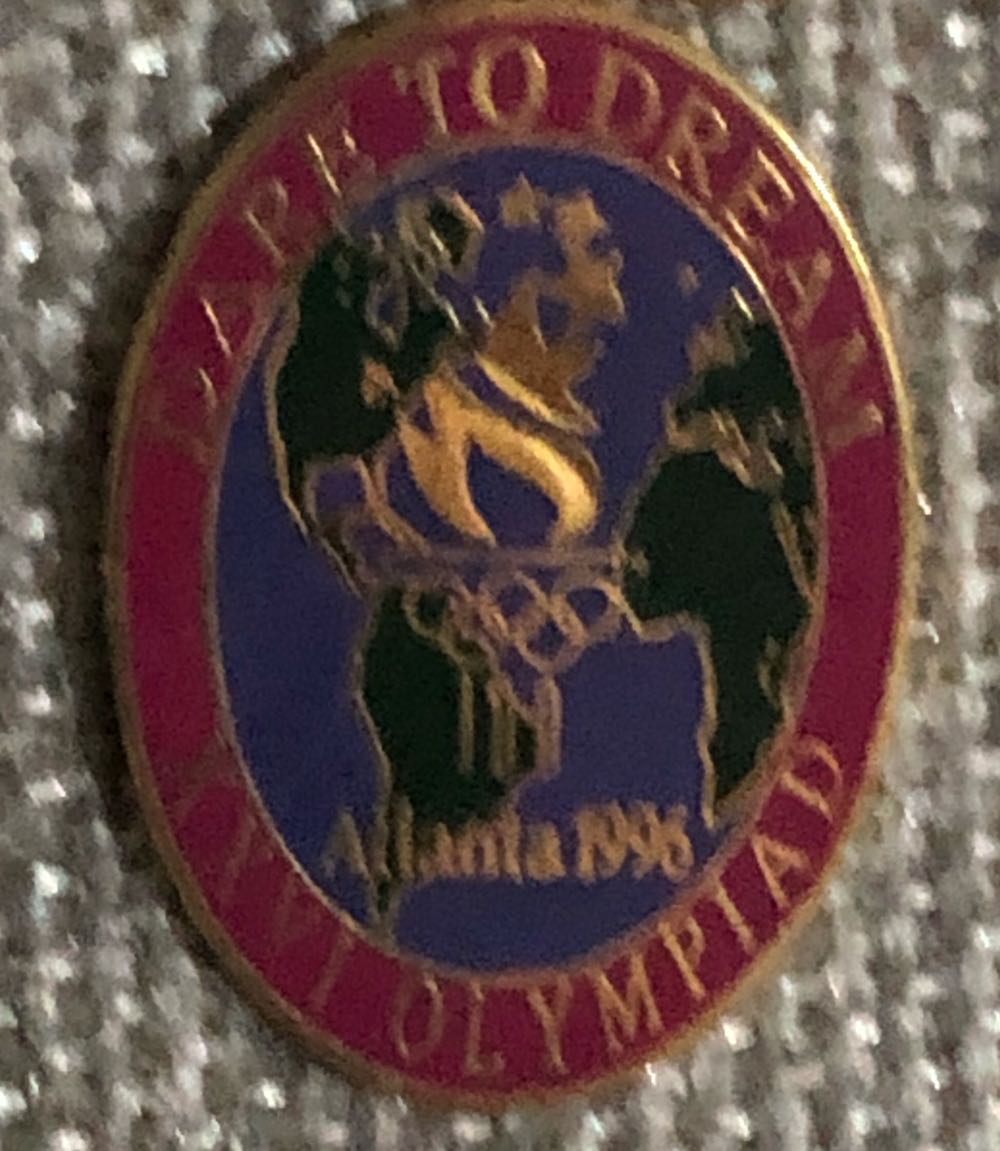 DARE TO DREAM
Atlanta 1996
XXVI OLYMPIAD